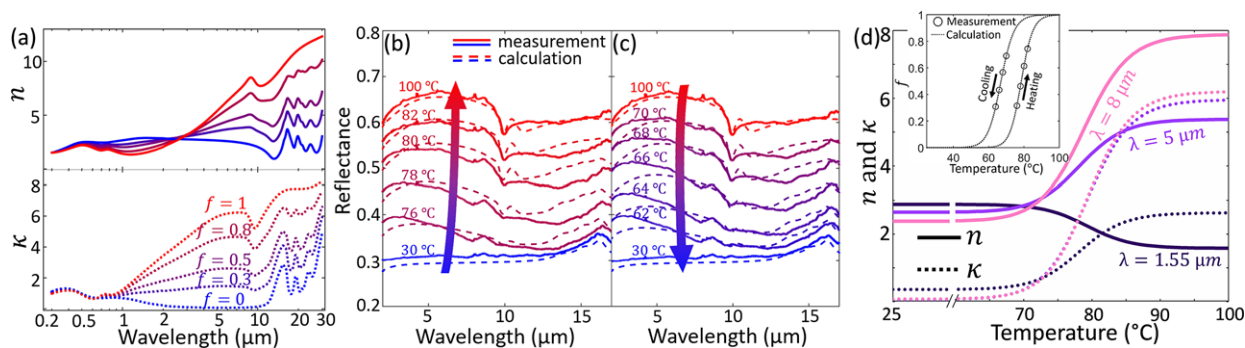 (a)
10
5
n
8
6
4
2
κ
f = 1
f = 0.8
f = 0.5
f = 0.3
f = 0
0.2
0.5
1
2
5
10
20
30
Wavelength (µm)
(b)
measurement
calculation
0.8
0.7
0.6
0.5
0.4
0.3
0.2
Reflectance
100 °C
82 °C
80 °C
78 °C
76 °C
30 °C
5
10
15
Wavelength (µm)
(c)
100 °C
70 °C
68 °C
66 °C
64 °C
62 °C
30 °C
5
10
15
Wavelength (µm)
(d)
8
6
4
2
n and κ
f
1
0.8
0.6
0.4
0.2
0
Measurement
Calculation
Cooling
Heating
40
60
80
100
Temperature (°C)
λ = 8 µm
λ = 5 µm
n
κ
λ = 1.55 µm
25
70
80
90
100
Temperature (°C)